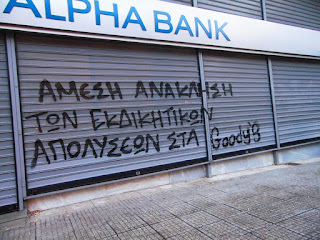 ALPHA BANK
ΑΜΕΣΗ ΑΝΑΚΛΗΣΗ
ΤΩΝ ΕΚΔΙΚΗΤΙΚΩΝ
ΑΠΟΛΥΣΕΩΝ ΣΤΑ Goody'ς